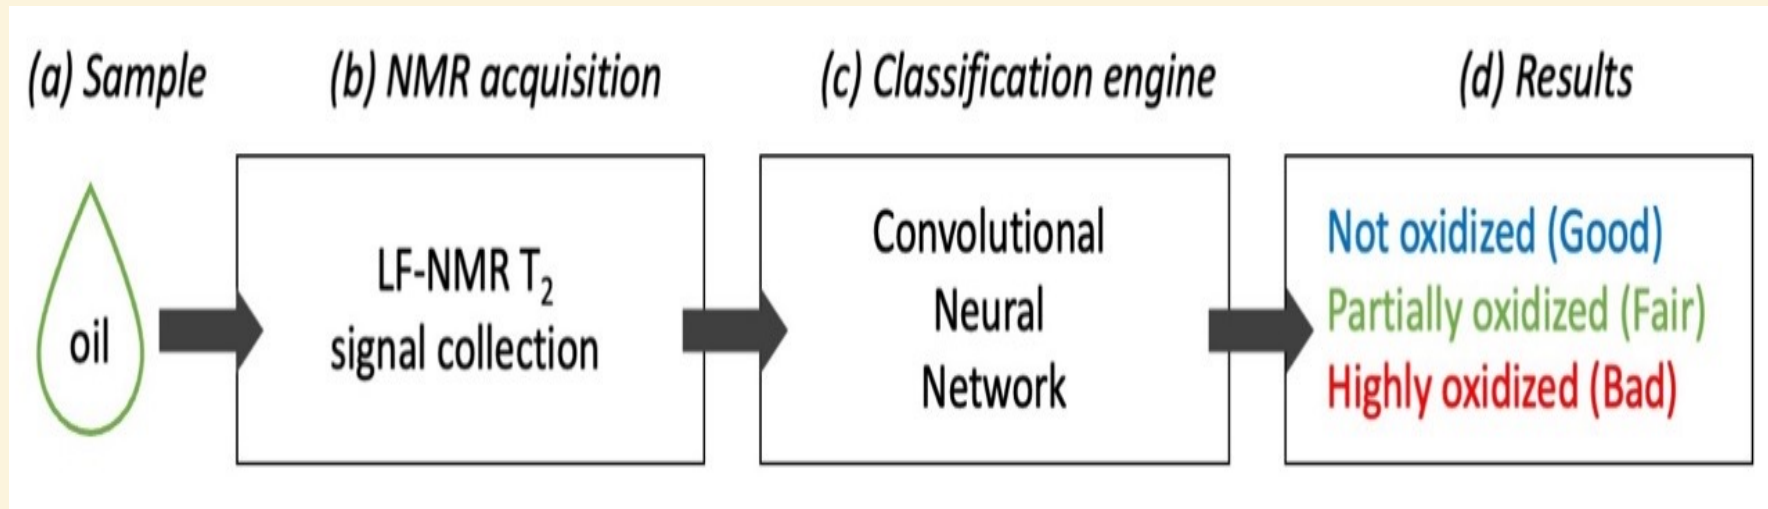 (a) Sample
(b) NMR acquisition
(c) Classification engine
(d) Results
oil
LF-NMR T₂
signal collection
Convolutional
Neural
Network
Not oxidized (Good)
Partially oxidized (Fair)
Highly oxidized (Bad)